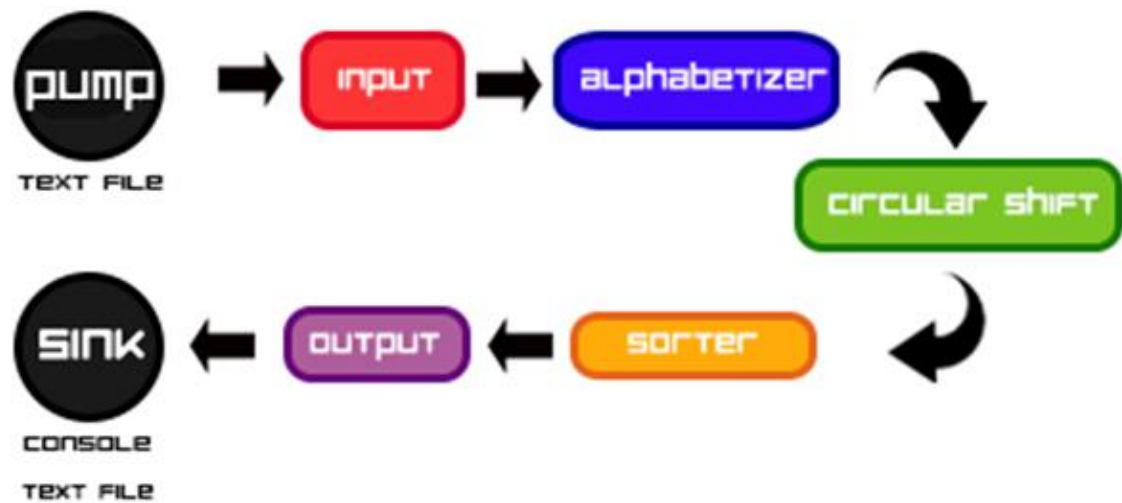 PUMP
TEXT FILE
INPUT
ALPHABETIZER
CIRCULAR SHIFT
SORTER
OUTPUT
SINK
CONSOLE
TEXT FILE